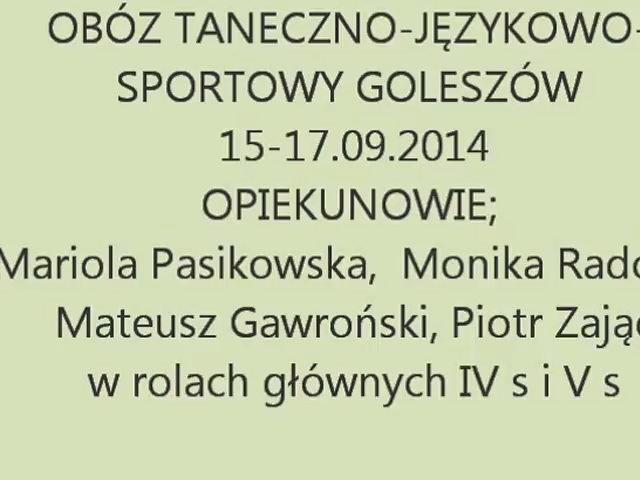 OBÓZ TANECZNO-JĘZYKOWO-
SPORTOWY GOLESZÓW
15-17.09.2014
OPIEKUNOWIE;
Mariola Pasikowska, Monika
Mateusz Gawroński, Piotr
w rolach głównych IV s i V s